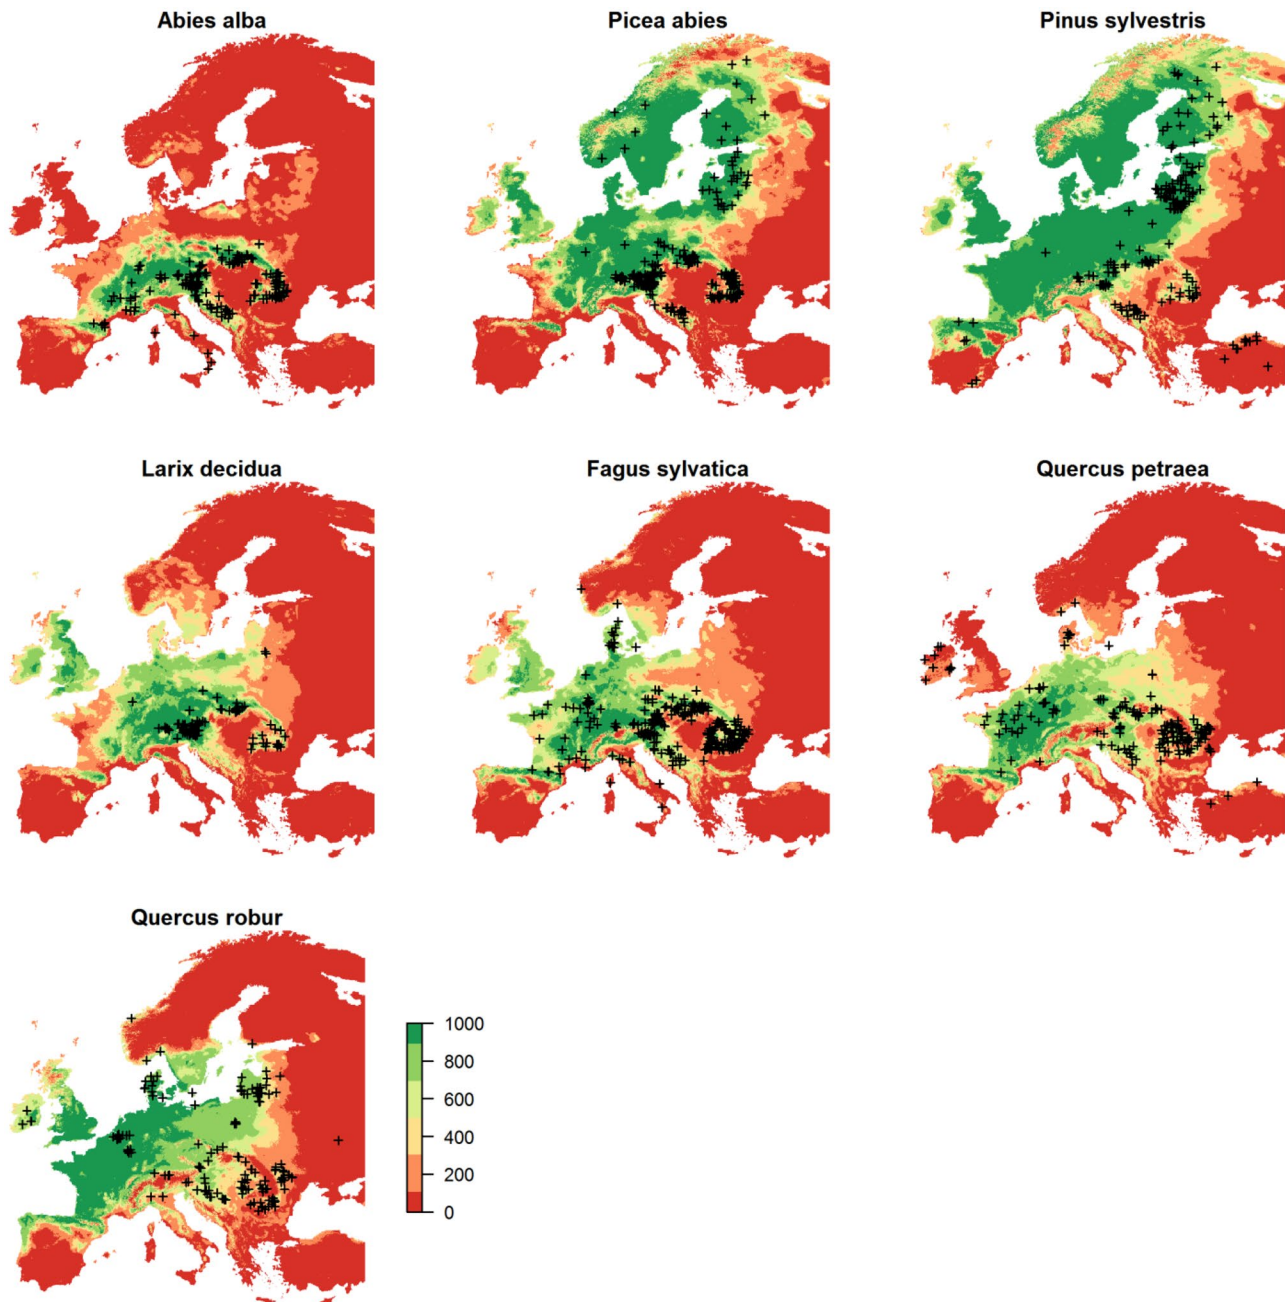 Abies alba
Picea abies
Pinus sylvestris
Larix decidua
Fagus sylvatica
Quercus petraea
Quercus robur
1000
800
600
400
200
0